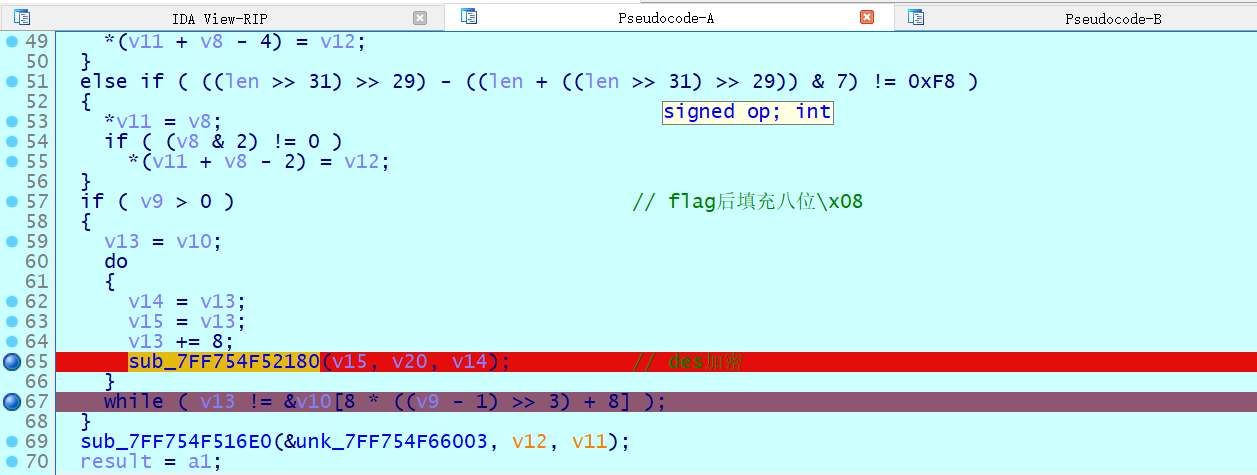 IDA View-RIP
Pseudocode-A
Pseudocode-B
49 *(v11 + v8 - 4) = v12;
50 }
51 else if ( ((len >> 31) >> 29) - ((len + ((len >> 31) >> 29)) & 7) != 0xF8 )
52 {
signed op; int
53 *v11 = v8;
54 if ( (v8 & 2) != 0 )
55 *(v11 + v8 - 2) = v12;
56 }
57 if ( v9 > 0 ) // flag后填充八位\x08
58 {
59 v13 = v10;
60 do
61 {
62 v14 = v13;
63 v15 = v13;
64 v13 += 8;
65 sub_7FF754F52180(v15, v20, v14); // des加密
66 }
67 while ( v13 != &v10[8 * ((v9 - 1) >> 3) + 8] );
68 }
69 sub_7FF754F516E0(&unk_7FF754F66003, v12, v11);
70 result = a1;